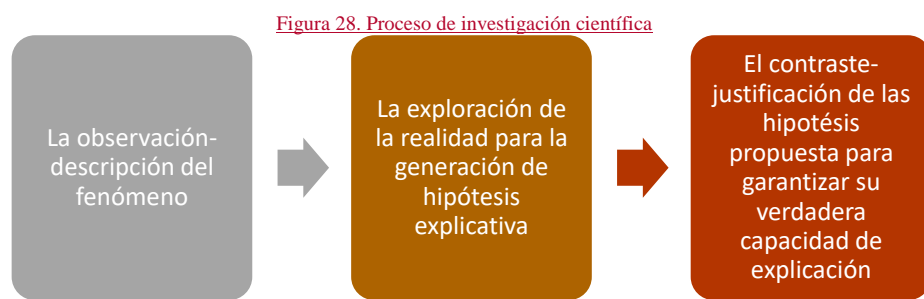 Figura 28. Proceso de investigación científica
La observación-
descripción del
fenómeno
La exploración de
la realidad para la
generación de
hipótesis
explicativa
El contraste-
justificación de las
hipotésis
propuesta para
garantizar su
verdadera
capacidad de
explicación